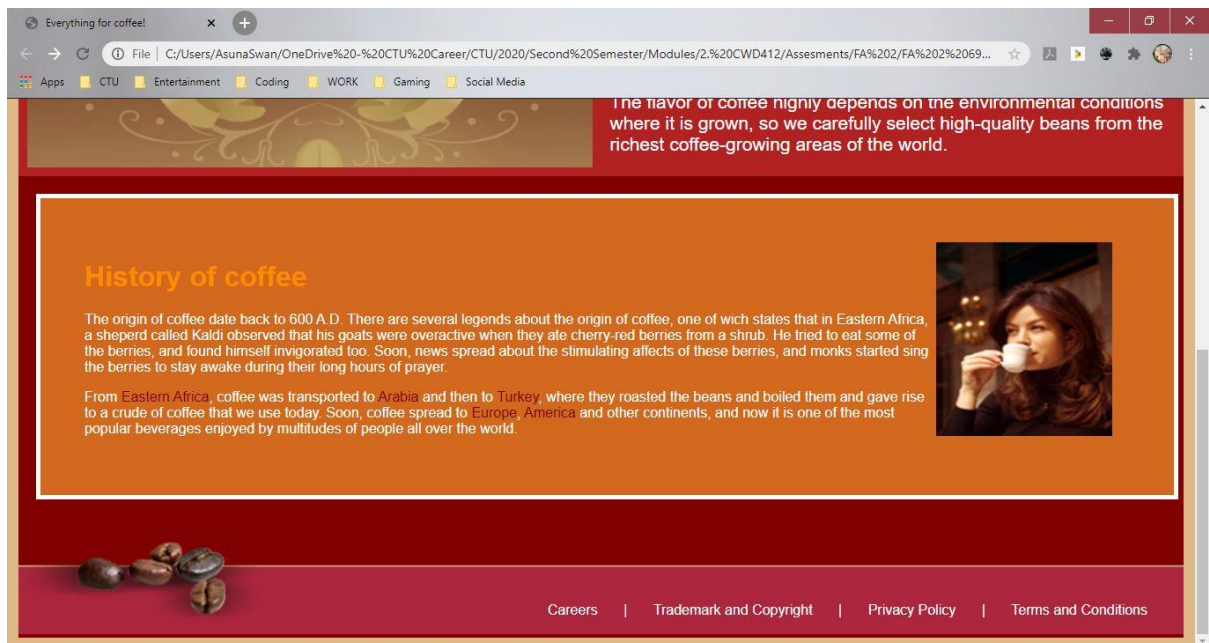 Everything for coffee!
File | C:/Users/AsunaSwan/OneDrive%20-%20CTU%20Career/CTU/2020/Second%20Semester/Modules/2.%20CWD412/Assesments/FA%202/FA%202%2069...
Apps CTU Entertainment Coding WORK Gaming Social Media
The flavor of coffee highly depends on the environmental conditions
where it is grown, so we carefully select high-quality beans from the
richest coffee-growing areas of the world.
History of coffee
The origin of coffee date back to 600 A.D. There are several legends about the origin of coffee, one of wich states that in Eastern Africa,
a sheperd called Kaldi observed that his goats were overactive when they ate cherry-red berries from a shrub. He tried to eat some of
the berries, and found himself invigorated too. Soon, news spread about the stimulating affects of these berries, and monks started sing
the berries to stay awake during their long hours of prayer.
From Eastern Africa, coffee was transported to Arabia and then to Turkey, where they roasted the beans and boiled them and gave rise
to a crude of coffee that we use today. Soon, coffee spread to Europe, America and other continents, and now it is one of the most
popular beverages enjoyed by multitudes of people all over the world.
Careers | Trademark and Copyright | Privacy Policy | Terms and Conditions